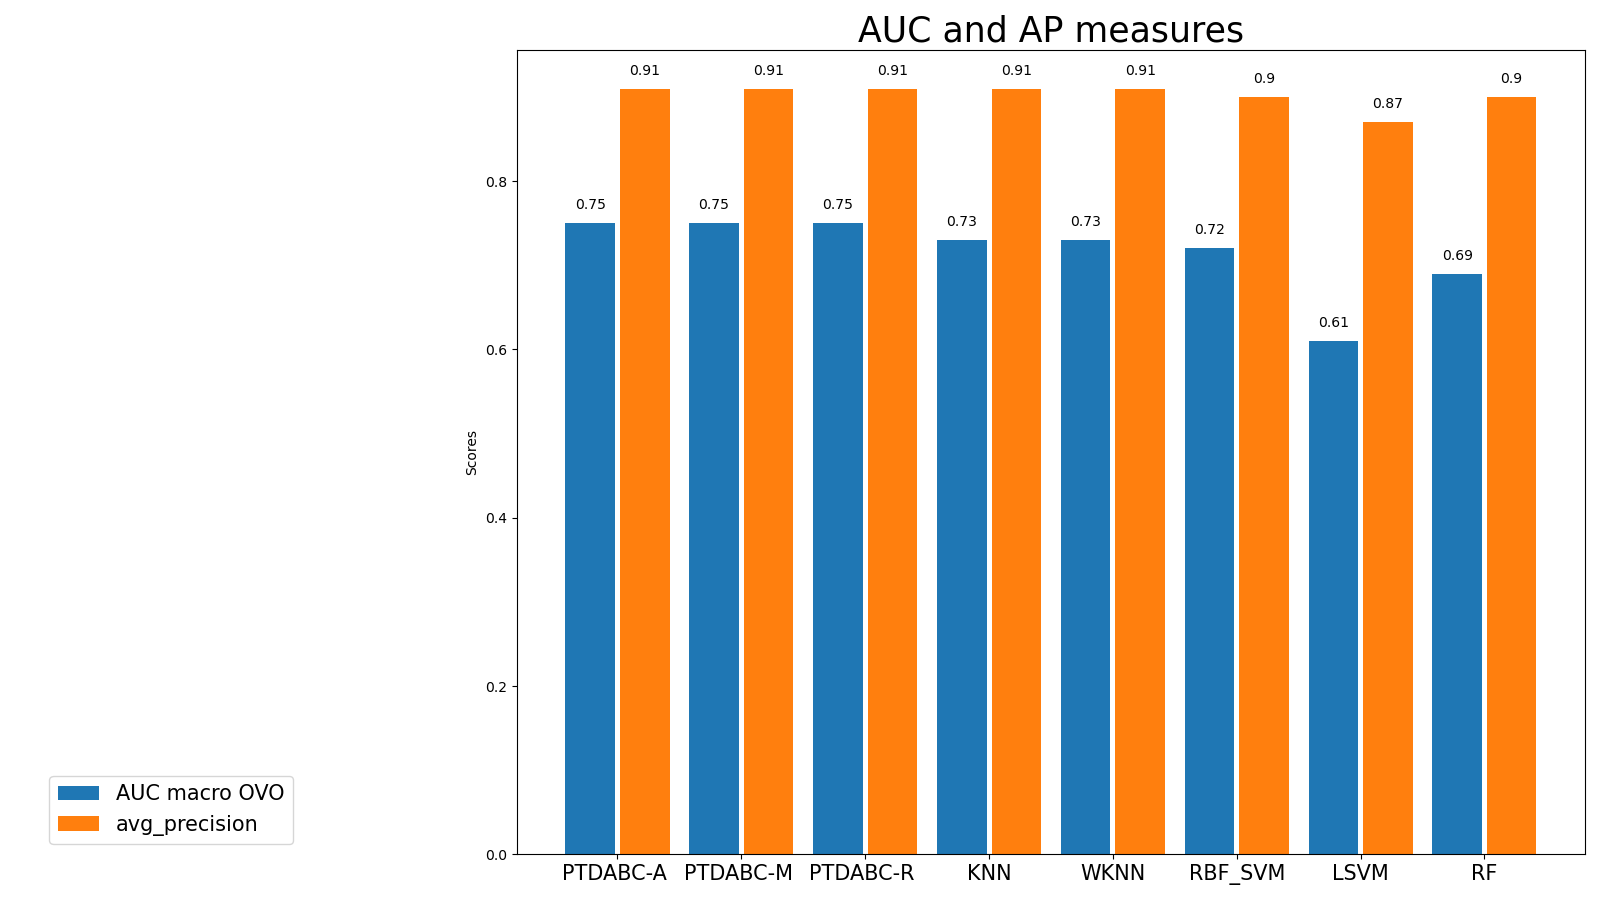 AUC and AP measures
0.91 0.91 0.91 0.91 0.91 0.9 0.87 0.9
0.75 0.75 0.75 0.73 0.73 0.72 0.61 0.69
0.8
0.6
0.4
0.2
0.0
Scores
PTDABC-A PTDABC-M PTDABC-R KNN WKNN RBF_SVM LSVM RF
AUC macro OVO
avg_precision